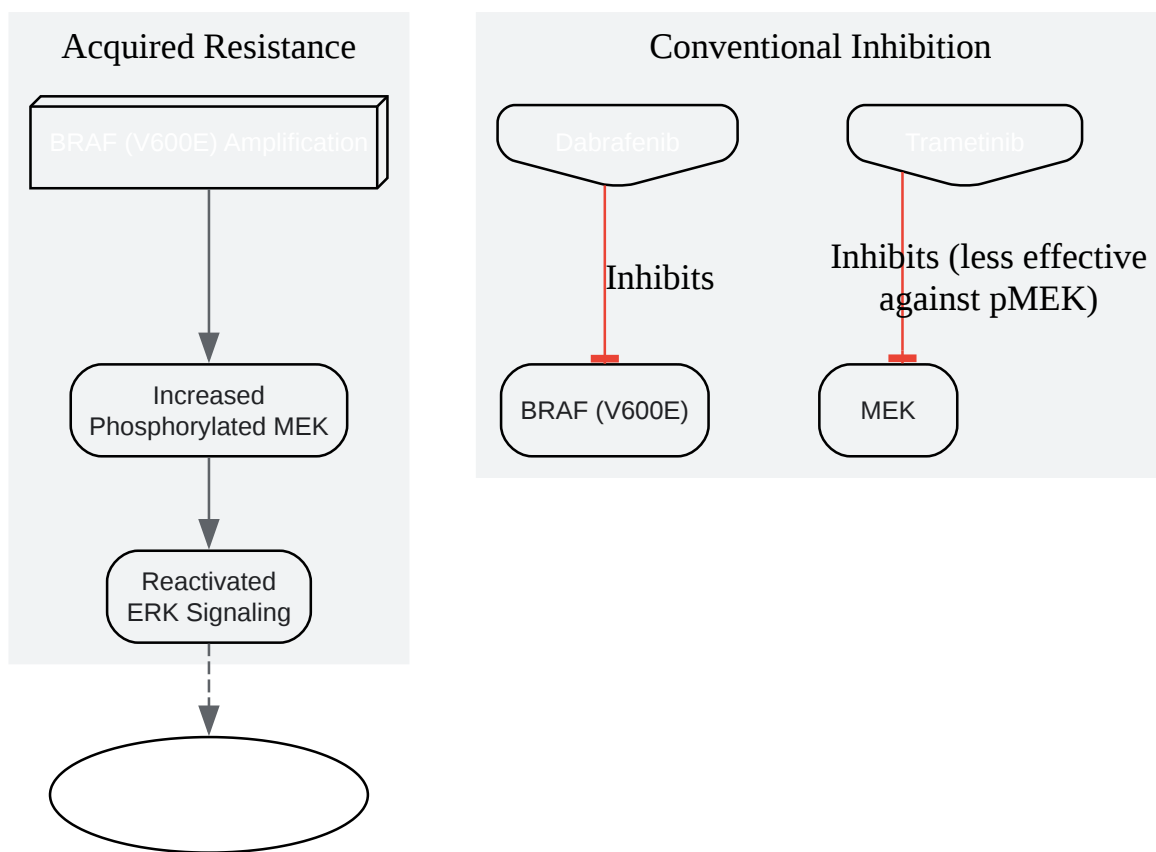 Acquired Resistance
BRAF (V600E) Amplification
Increased
Phosphorylated MEK
Reactivated
ERK Signaling
Conventional Inhibition
Dabrafenib
Trametinib
Inhibits
Inhibits (less effective
against pMEK)
BRAF (V600E)
MEK